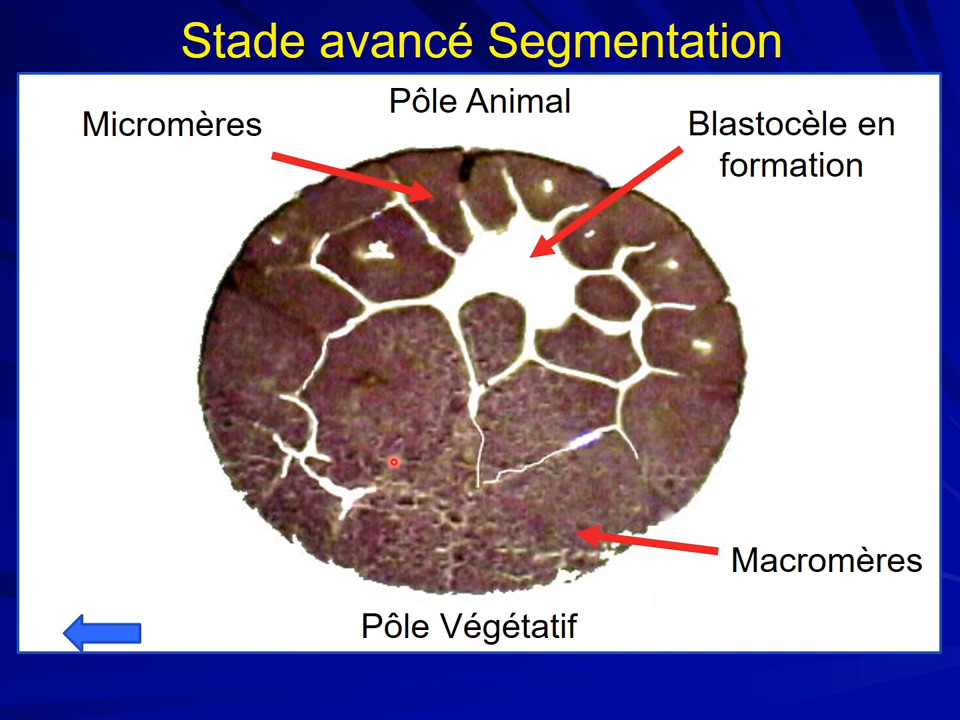 Stade avancé Segmentation
Pôle Animal
Micromères
Blastocèle en
formation
Macromères
Pôle Végétatif